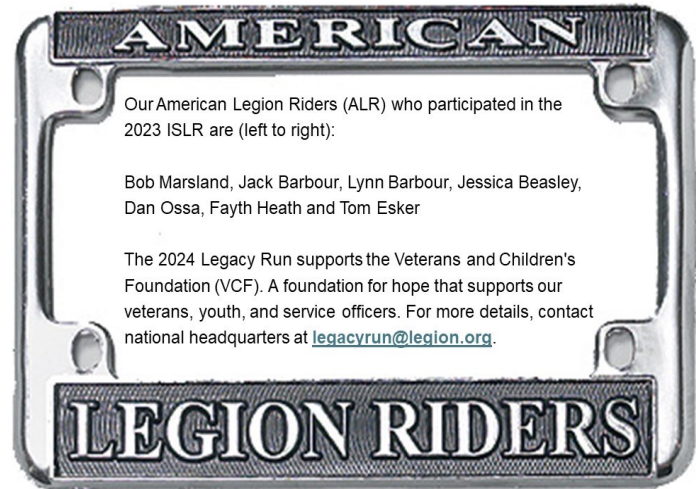 AMERICAN
Our American Legion Riders (ALR) who participated in the
2023 ISLR are (left to right):
Bob Marsland, Jack Barbour, Lynn Barbour, Jessica Beasley,
Dan Ossa, Fayth Heath and Tom Esker
The 2024 Legacy Run supports the Veterans and Children's
Foundation (VCF). A foundation for hope that supports our
veterans, youth, and service officers. For more details, contact
national headquarters at legacyrun@legion.org.
LEGION RIDERS